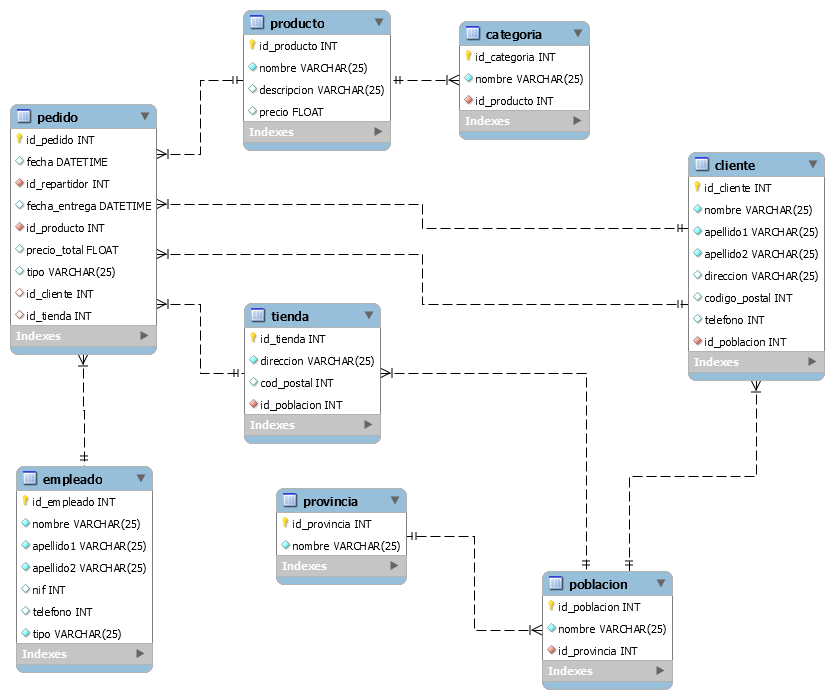 producto
id_producto INT
nombre VARCHAR(25)
descripcion VARCHAR(25)
precio FLOAT
Indexes
categoria
id_categoria INT
nombre VARCHAR(25)
id_producto INT
Indexes
pedido
id_pedido INT
fecha DATETIME
id_repartidor INT
fecha_entrega DATETIME
id_producto INT
precio_total FLOAT
tipo VARCHAR(25)
id_cliente INT
id_tienda INT
Indexes
cliente
id_cliente INT
nombre VARCHAR(25)
apellido1 VARCHAR(25)
apellido2 VARCHAR(25)
direccion VARCHAR(25)
codigo_postal INT
telefono INT
id_poblacion INT
Indexes
tienda
id_tienda INT
direccion VARCHAR(25)
cod_postal INT
id_poblacion INT
Indexes
empleado
id_empleado INT
nombre VARCHAR(25)
apellido1 VARCHAR(25)
apellido2 VARCHAR(25)
nif INT
telefono INT
tipo VARCHAR(25)
Indexes
provincia
id_provincia INT
nombre VARCHAR(25)
Indexes
poblacion
id_poblacion INT
nombre VARCHAR(25)
id_provincia INT
Indexes